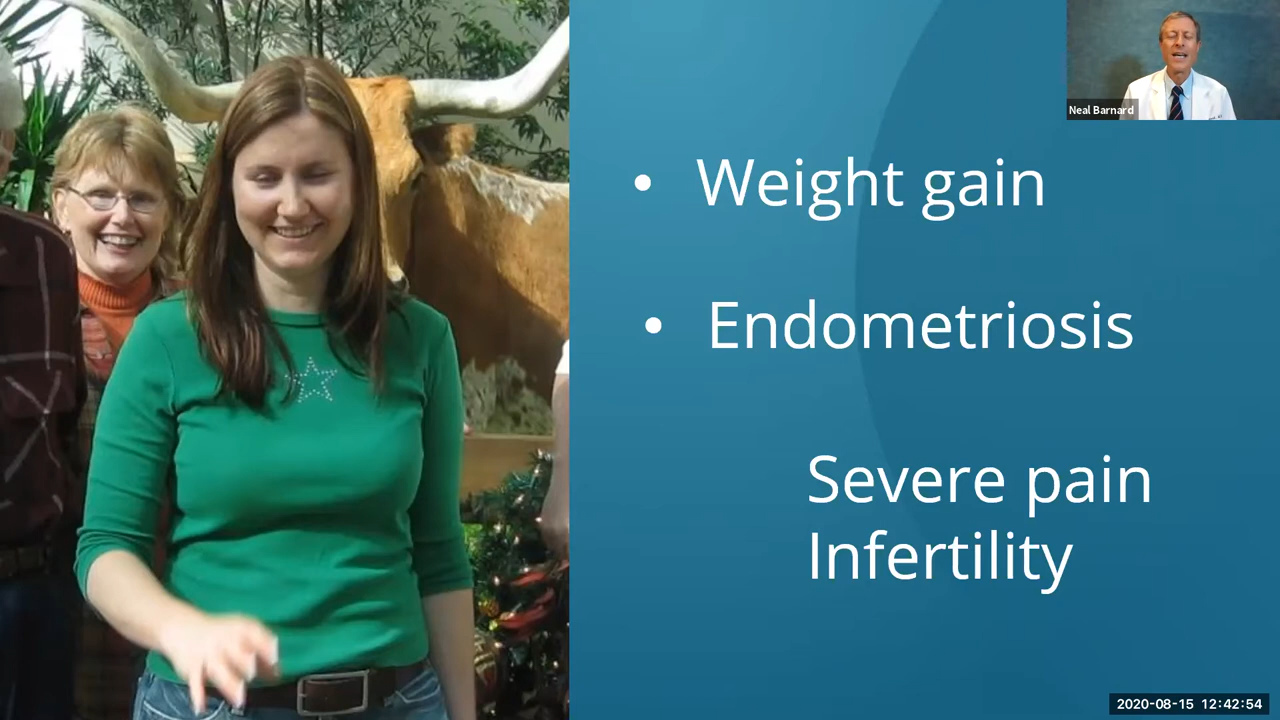 Neal Barnard
• Weight gain
• Endometriosis
Severe pain
Infertility
2020-08-15 12:42:54